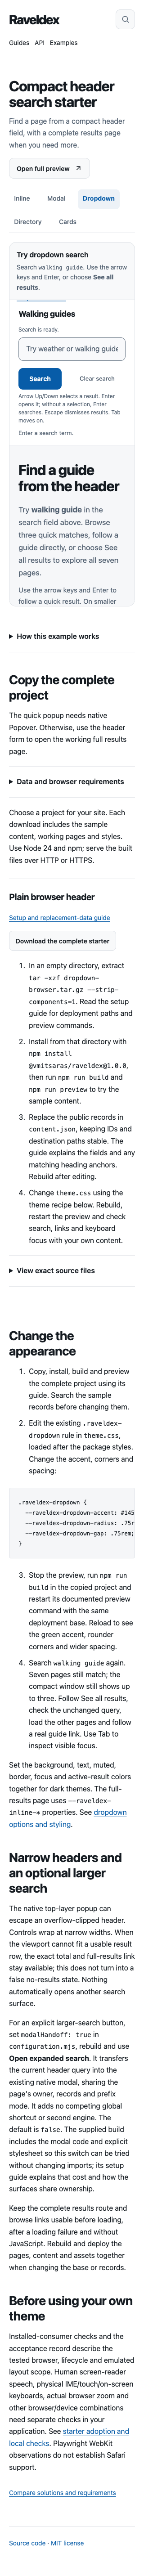 Raveldex
Guides API Examples
Compact header
search starter
Find a page from a compact header
field, with a complete results page
when you need more.
Open full preview ↗
Inline Modal Dropdown
Directory Cards
Try dropdown search
Search walking guide. Use the arrow
keys and Enter, or choose See all
results.
Walking guides
Search is ready.
Try weather or walking guide
Search Clear search
Arrow Up/Down selects a result. Enter
opens it; without a selection, Enter
searches. Escape dismisses results. Tab
moves on.
Enter a search term.
Find a guide
from the header
Try walking guide in the
search field above. Browse
three quick matches, follow a
guide directly, or choose See
all results to explore all seven
pages.
Use the arrow keys and Enter to
follow a quick result. On smaller
How this example works
Copy the complete
project
The quick popup needs native
Popover. Otherwise, use the header
form to open the working full results
page.
Data and browser requirements
Choose a project for your site. Each
download includes the sample
content, working pages and styles.
Use Node 24 and npm; serve the built
files over HTTP or HTTPS.
Plain browser header
Setup and replacement-data guide
Download the complete starter
1. In an empty directory, extract
tar -xzf dropdown-
browser.tar.gz --strip-
components=1. Read the setup
guide for deployment paths and
preview commands.
2. Install from that directory with
npm install
@vmitsaras/raveldex@1.0.0,
then run npm run build and
npm run preview to try the
sample content.
3. Replace the public records in
content.json, keeping IDs and
destination paths stable. The
guide explains the fields and any
matching heading anchors.
Rebuild after editing.
4. Change theme.css using the
theme recipe below. Rebuild,
restart the preview and check
search, links and keyboard
focus with your own content.
View exact source files
Change the
appearance
1. Copy, install, build and preview
the complete project using its
guide. Search the sample
records before changing them.
2. Edit the existing .raveldex-
dropdown rule in theme.css,
loaded after the package styles.
Change the accent, corners and
spacing:
.raveldex-dropdown {
--raveldex-dropdown-accent: #145
--raveldex-dropdown-radius: .75r
--raveldex-dropdown-gap: .75rem;
}
3. Stop the preview, run npm run
build in the copied project and
restart its documented preview
command with the same
deployment base. Reload to see
the green accent, rounder
corners and wider spacing.
4. Search walking guide again.
Seven pages still match; the
compact window still shows up
to three. Follow See all results,
check the unchanged query,
load the other pages and follow
a real guide link. Use Tab to
inspect visible focus.
Set the background, text, muted,
border, focus and active-result colors
together for dark themes. The full-
results page uses --raveldex-
inline-* properties. See dropdown
options and styling.
Narrow headers and
an optional larger
search
The native top-layer popup can
escape an overflow-clipped header.
Controls wrap at narrow widths. When
the viewport cannot fit a usable result
row, the exact total and full-results link
stay available; this does not turn into a
false no-results state. Nothing
automatically opens another search
surface.
For an explicit larger-search button,
set modalHandoff: true in
configuration.mjs, rebuild and use
Open expanded search. It transfers
the current header query into the
existing native modal, sharing the
page's owner, records and prefix
mode. It adds no competing global
shortcut or second engine. The
default is false. The supplied build
includes the modal code and explicit
stylesheet so this switch can be tried
without changing imports; its setup
guide explains that cost and how the
surfaces share ownership.
Keep the complete results route and
browse links usable before loading,
after a loading failure and without
JavaScript. Rebuild and deploy the
pages, content and assets together
when changing the base or records.
Before using your own
theme
Installed-consumer checks and the
acceptance record describe the
tested browser, lifecycle and emulated
layout scope. Human screen-reader
speech, physical IME/touch/on-screen
keyboards, actual browser zoom and
other browser/device combinations
need separate checks in your
application. See starter adoption and
local checks. Playwright WebKit
observations do not establish Safari
support.
Compare solutions and requirements
Source code · MIT license